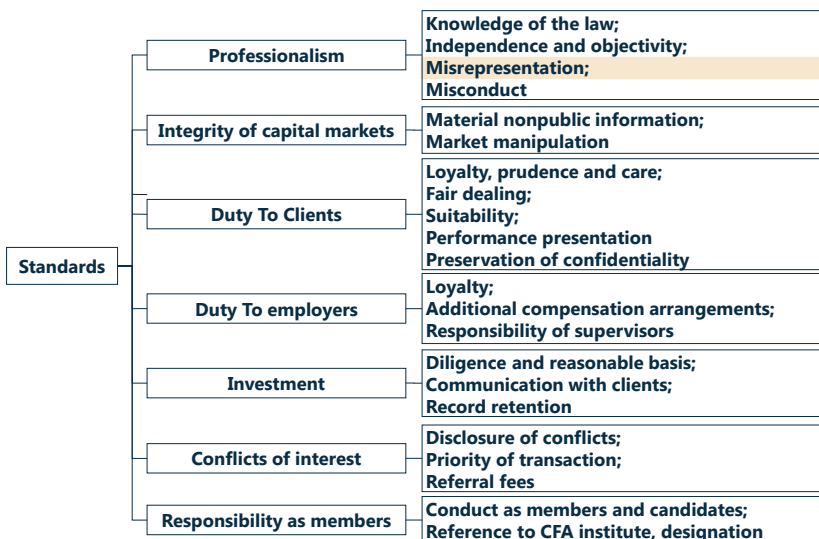 Standards
Professionalism
Knowledge of the law;
Independence and objectivity;
Misrepresentation;
Misconduct
Integrity of capital markets
Material nonpublic information;
Market manipulation
Duty To Clients
Loyalty, prudence and care;
Fair dealing;
Suitability;
Performance presentation
Preservation of confidentiality
Duty To employers
Loyalty;
Additional compensation arrangements;
Responsibility of supervisors
Investment
Diligence and reasonable basis;
Communication with clients;
Record retention
Conflicts of interest
Disclosure of conflicts;
Priority of transaction;
Referral fees
Responsibility as members
Conduct as members and candidates;
Reference to CFA institute, designation